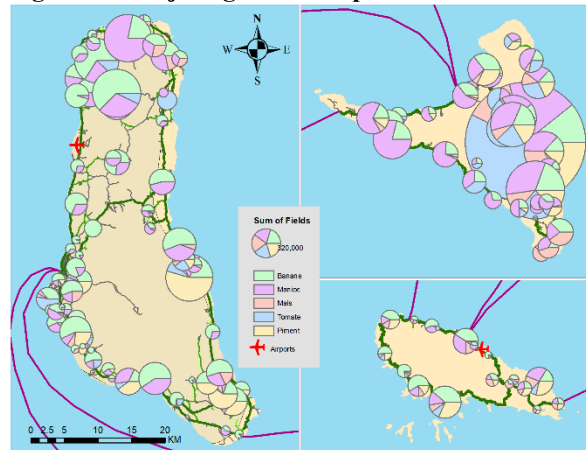 N
W E
S
Sum of Fields
320,000
Banane
Manioc
Mais
Tomate
Piment
Airports
0 2.5 5 10 15 20
KM